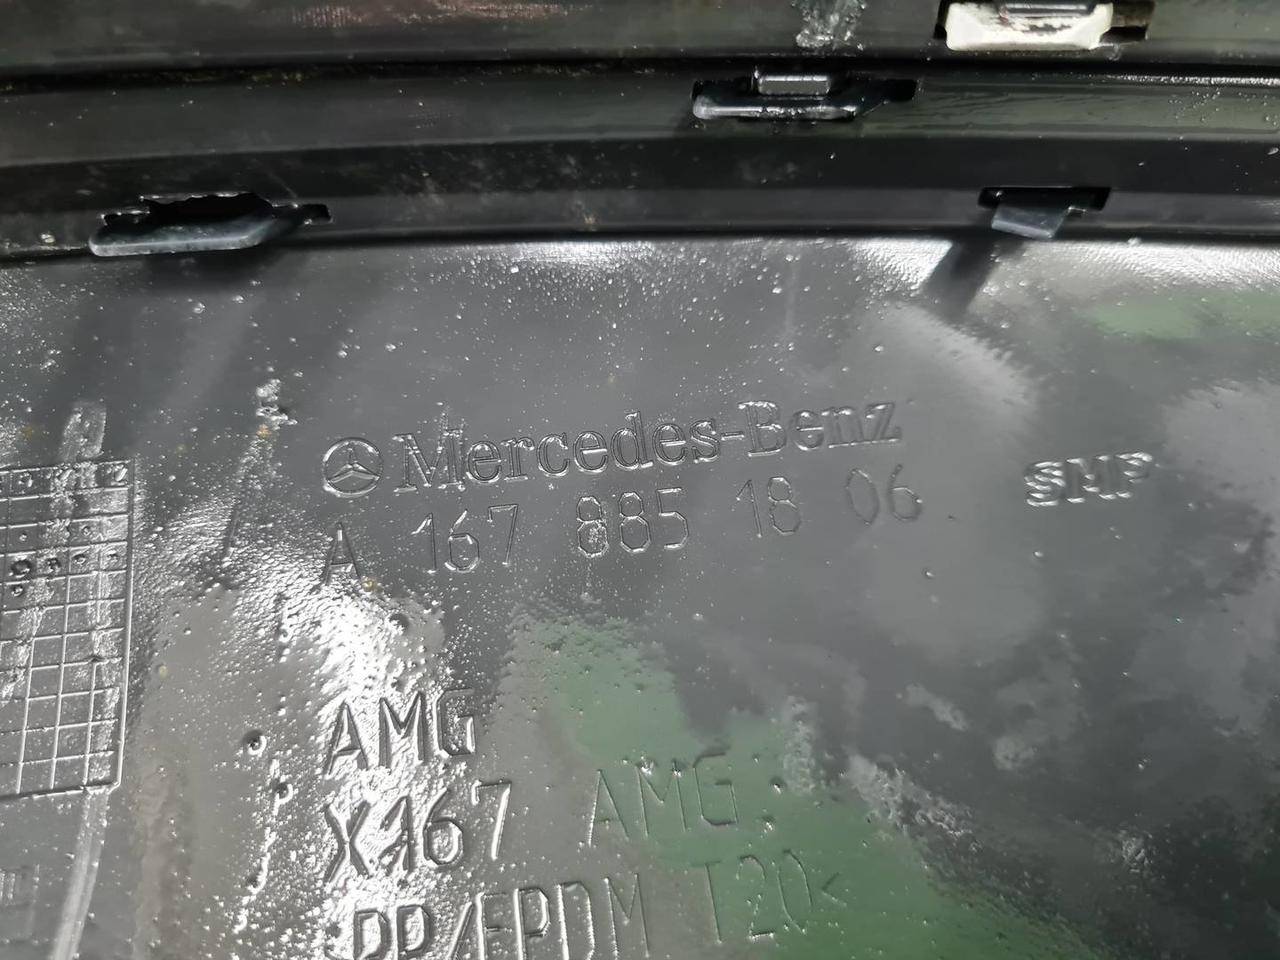 Mercedes-Benz
A 167 885 18 06
SMP
AMG
X167 AMG
PP/EPDM T20<